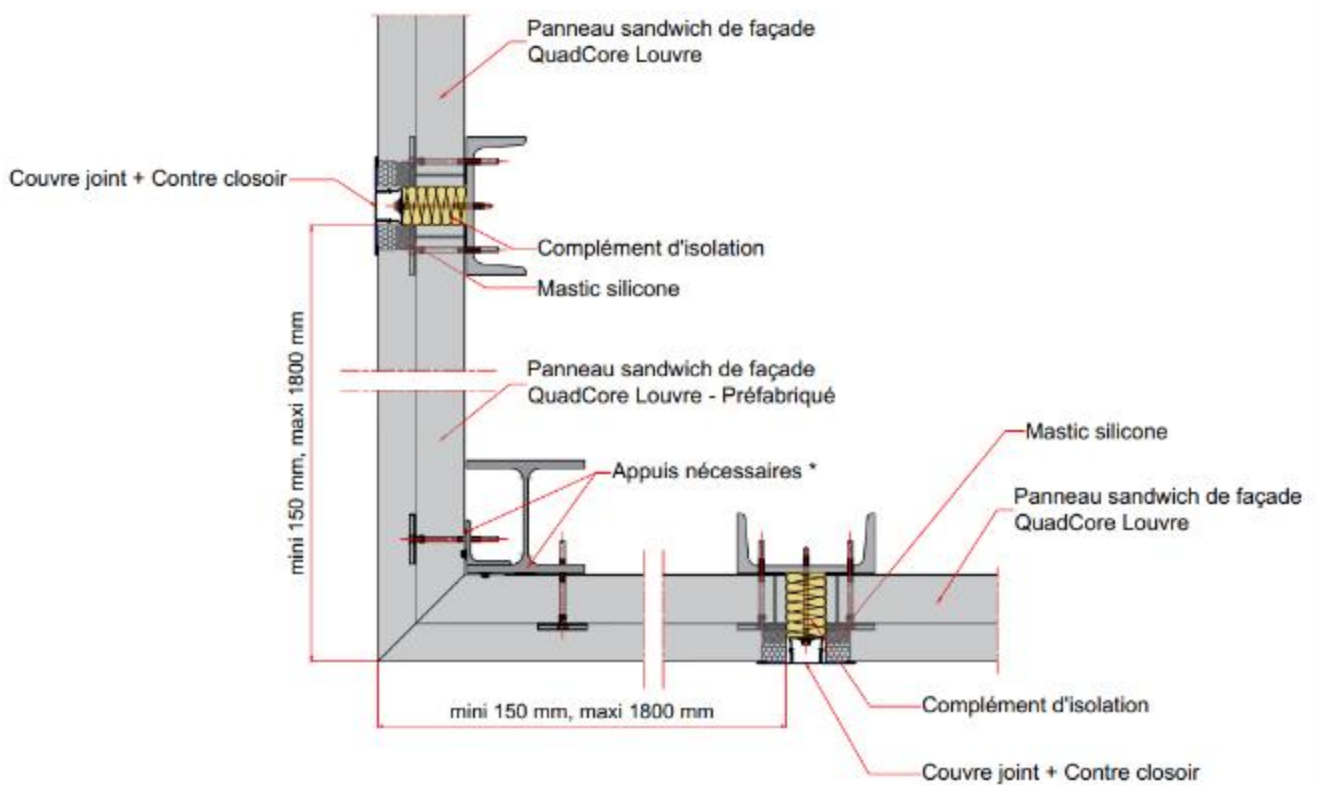 Panneau sandwich de façade
QuadCore Louvre
Couvre joint + Contre closoir
Complément d'isolation
Mastic silicone
mini 150 mm, maxi 1800 mm
Panneau sandwich de façade
QuadCore Louvre - Préfabriqué
Appuis nécessaires *
Mastic silicone
Panneau sandwich de façade
QuadCore Louvre
mini 150 mm, maxi 1800 mm
Complément d'isolation
Couvre joint + Contre closoir